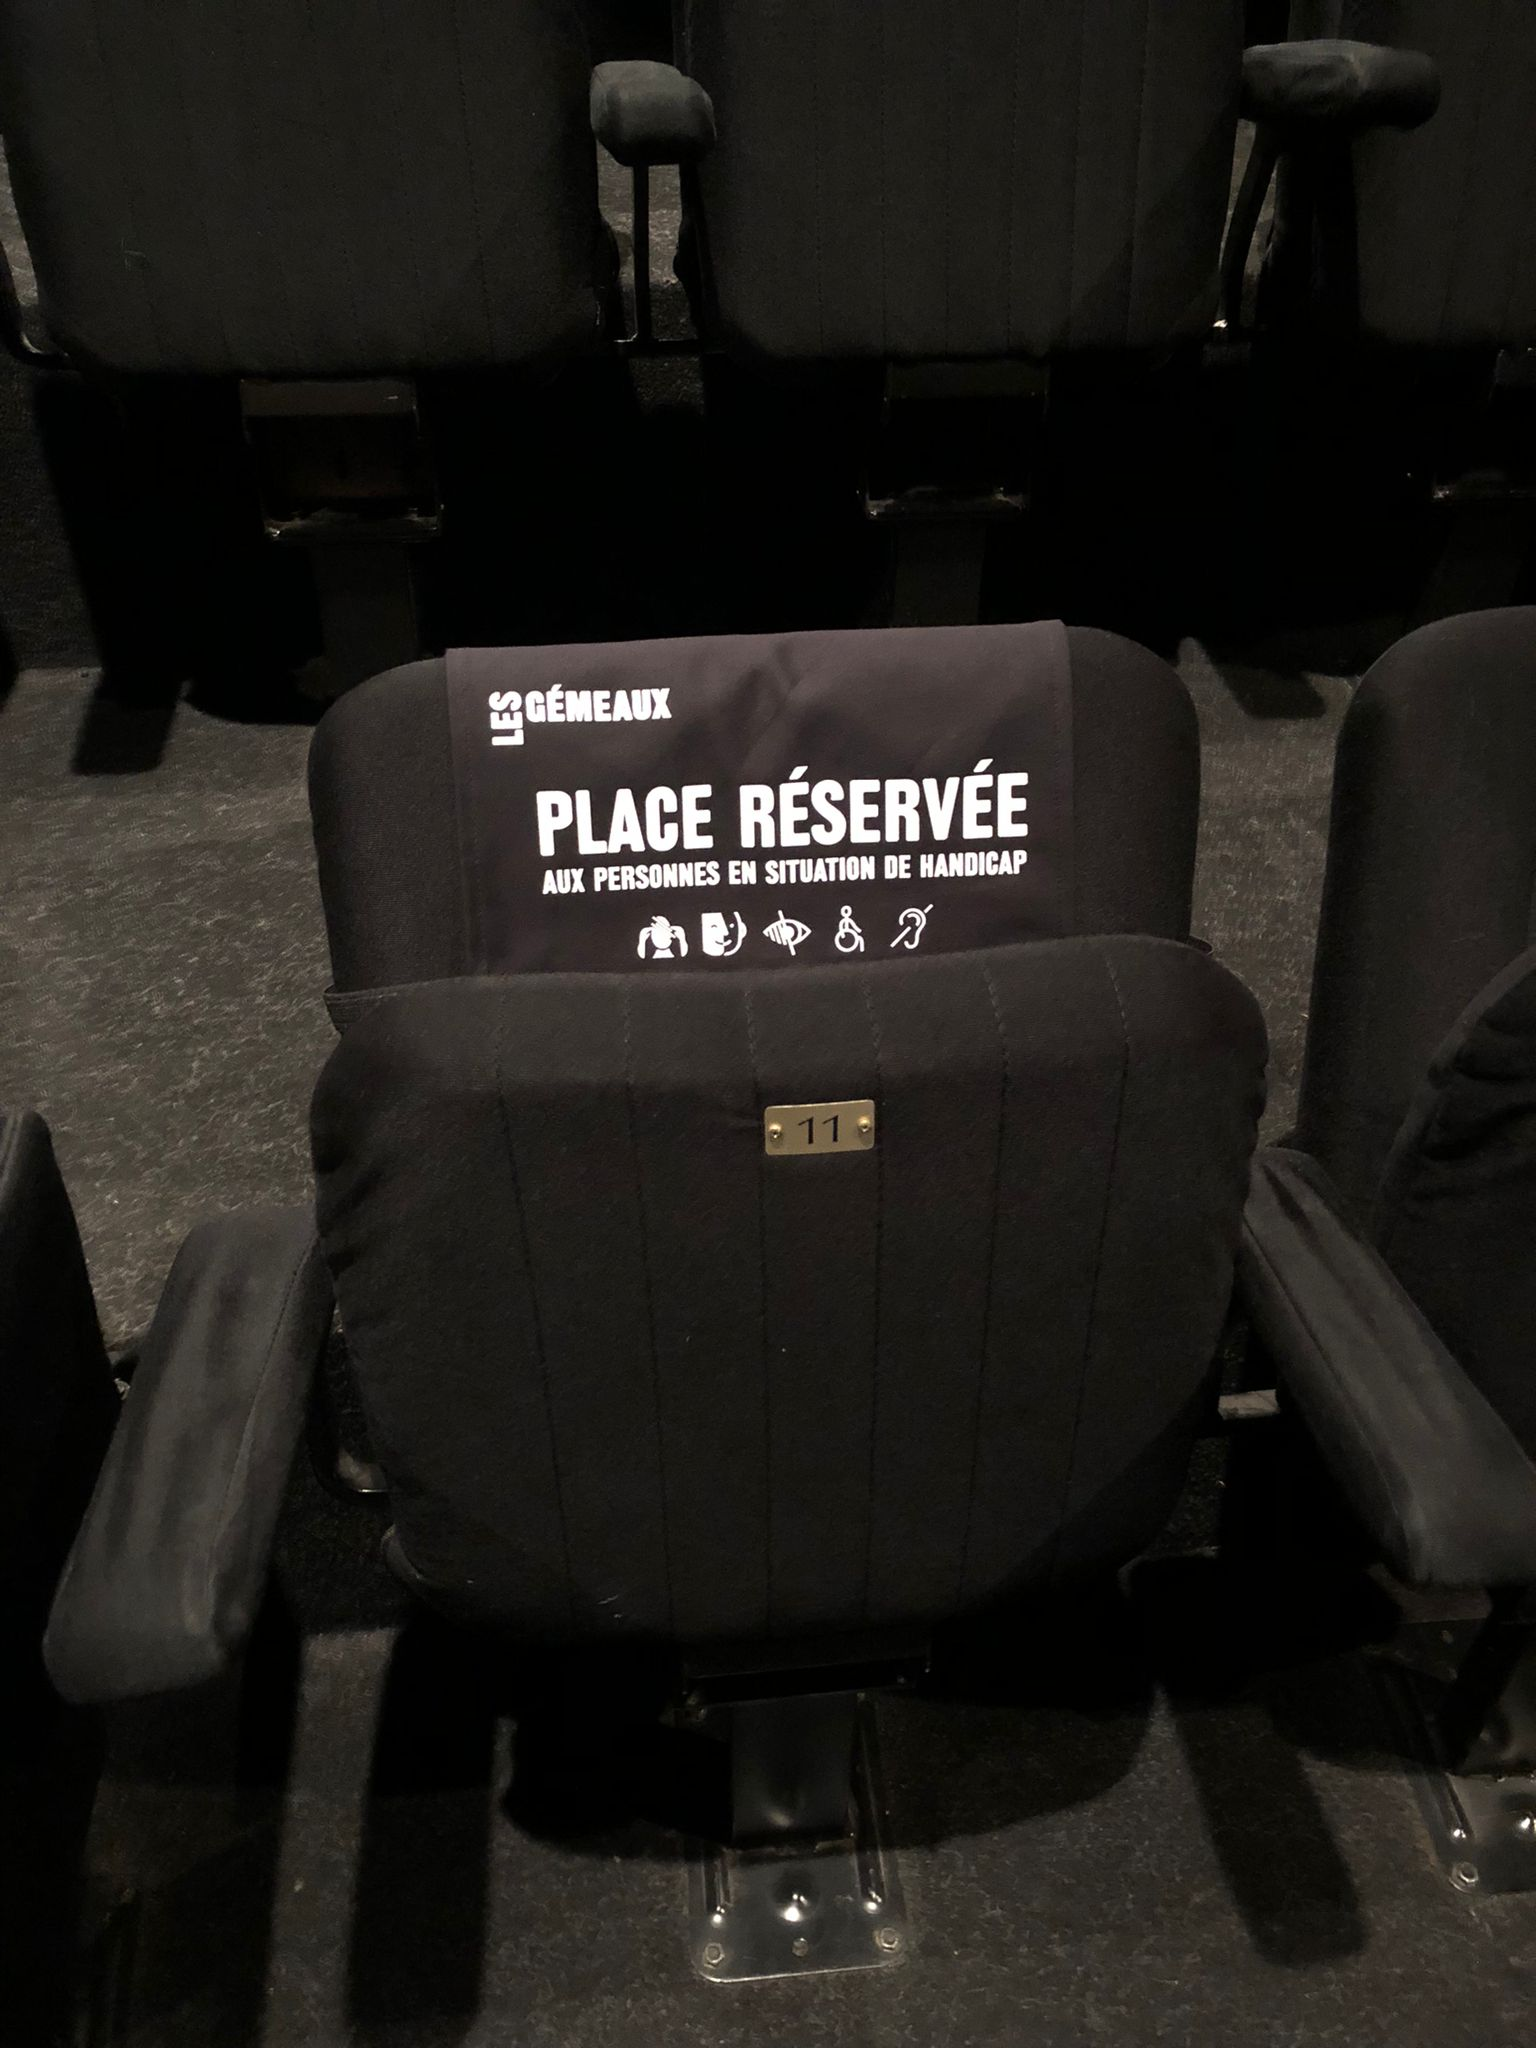 LES GÉMEAUX
PLACE RÉSERVÉE
AUX PERSONNES EN SITUATION DE HANDICAP
11